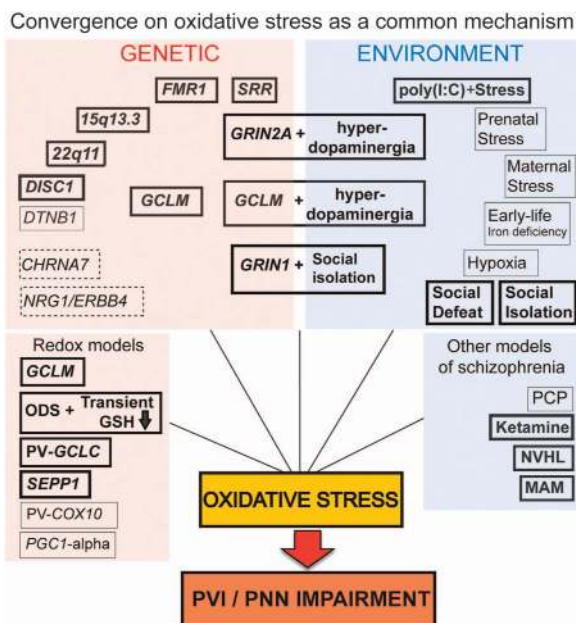 Convergence on oxidative stress as a common mechanism
GENETIC
ENVIRONMENT
FMR1
SRR
poly(I:C)+Stress
15q13.3
GRIN2A + hyper-
dopaminergia
Prenatal
Stress
22q11
Maternal
Stress
DISC1
GCLM
GCLM + hyper-
dopaminergia
DTNB1
Early-life
Iron deficiency
CHRNA7
GRIN1 + Social
isolation
Hypoxia
NRG1/ERBB4
Social
Defeat
Social
Isolation
Redox models
GCLM
ODS + Transient
GSH
PV-GCLC
SEPP1
PV-COX10
PGC1-alpha
Other models
of schizophrenia
PCP
Ketamine
NVHL
MAM
OXIDATIVE STRESS
PVI / PNN IMPAIRMENT